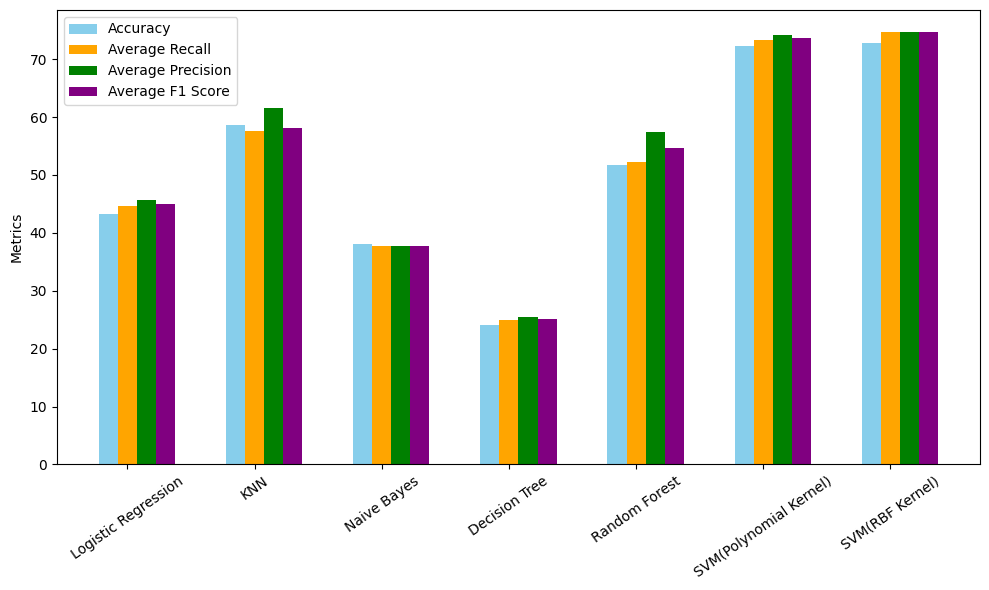 Accuracy
Average Recall
Average Precision
Average F1 Score
Metrics
70
60
50
40
30
20
10
0
Logistic Regression
KNN
Naive Bayes
Decision Tree
Random Forest
SVM(Polynomial Kernel)
SVM(RBF Kernel)